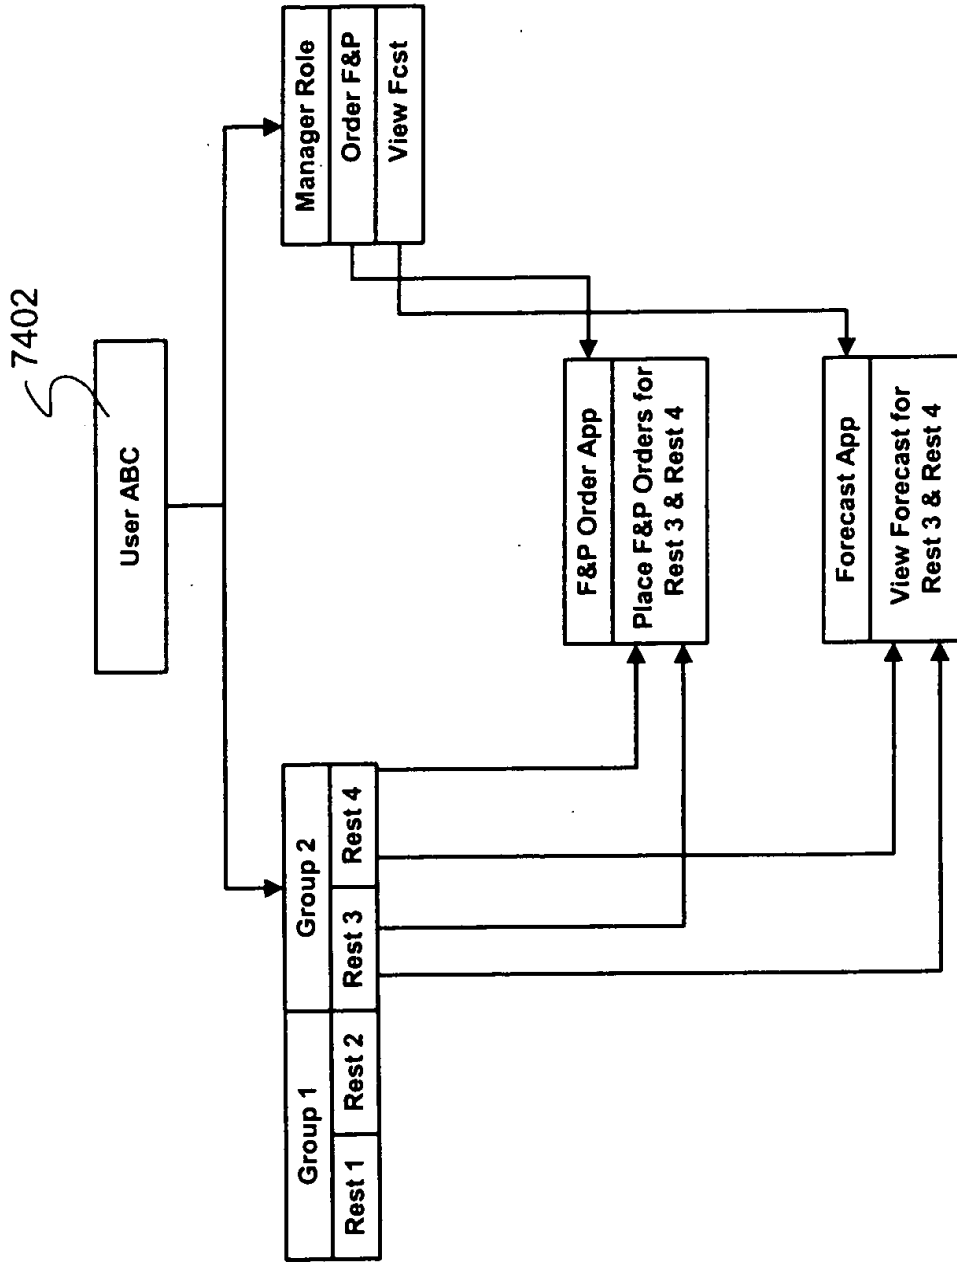 7402
User ABC
Group 1
Group 2
Rest 1
Rest 2
Rest 3
Rest 4
Manager Role
Order F&P
View Fcst
F&P Order App
Place F&P Orders for
Rest 3 & Rest 4
Forecast App
View Forecast for
Rest 3 & Rest 4